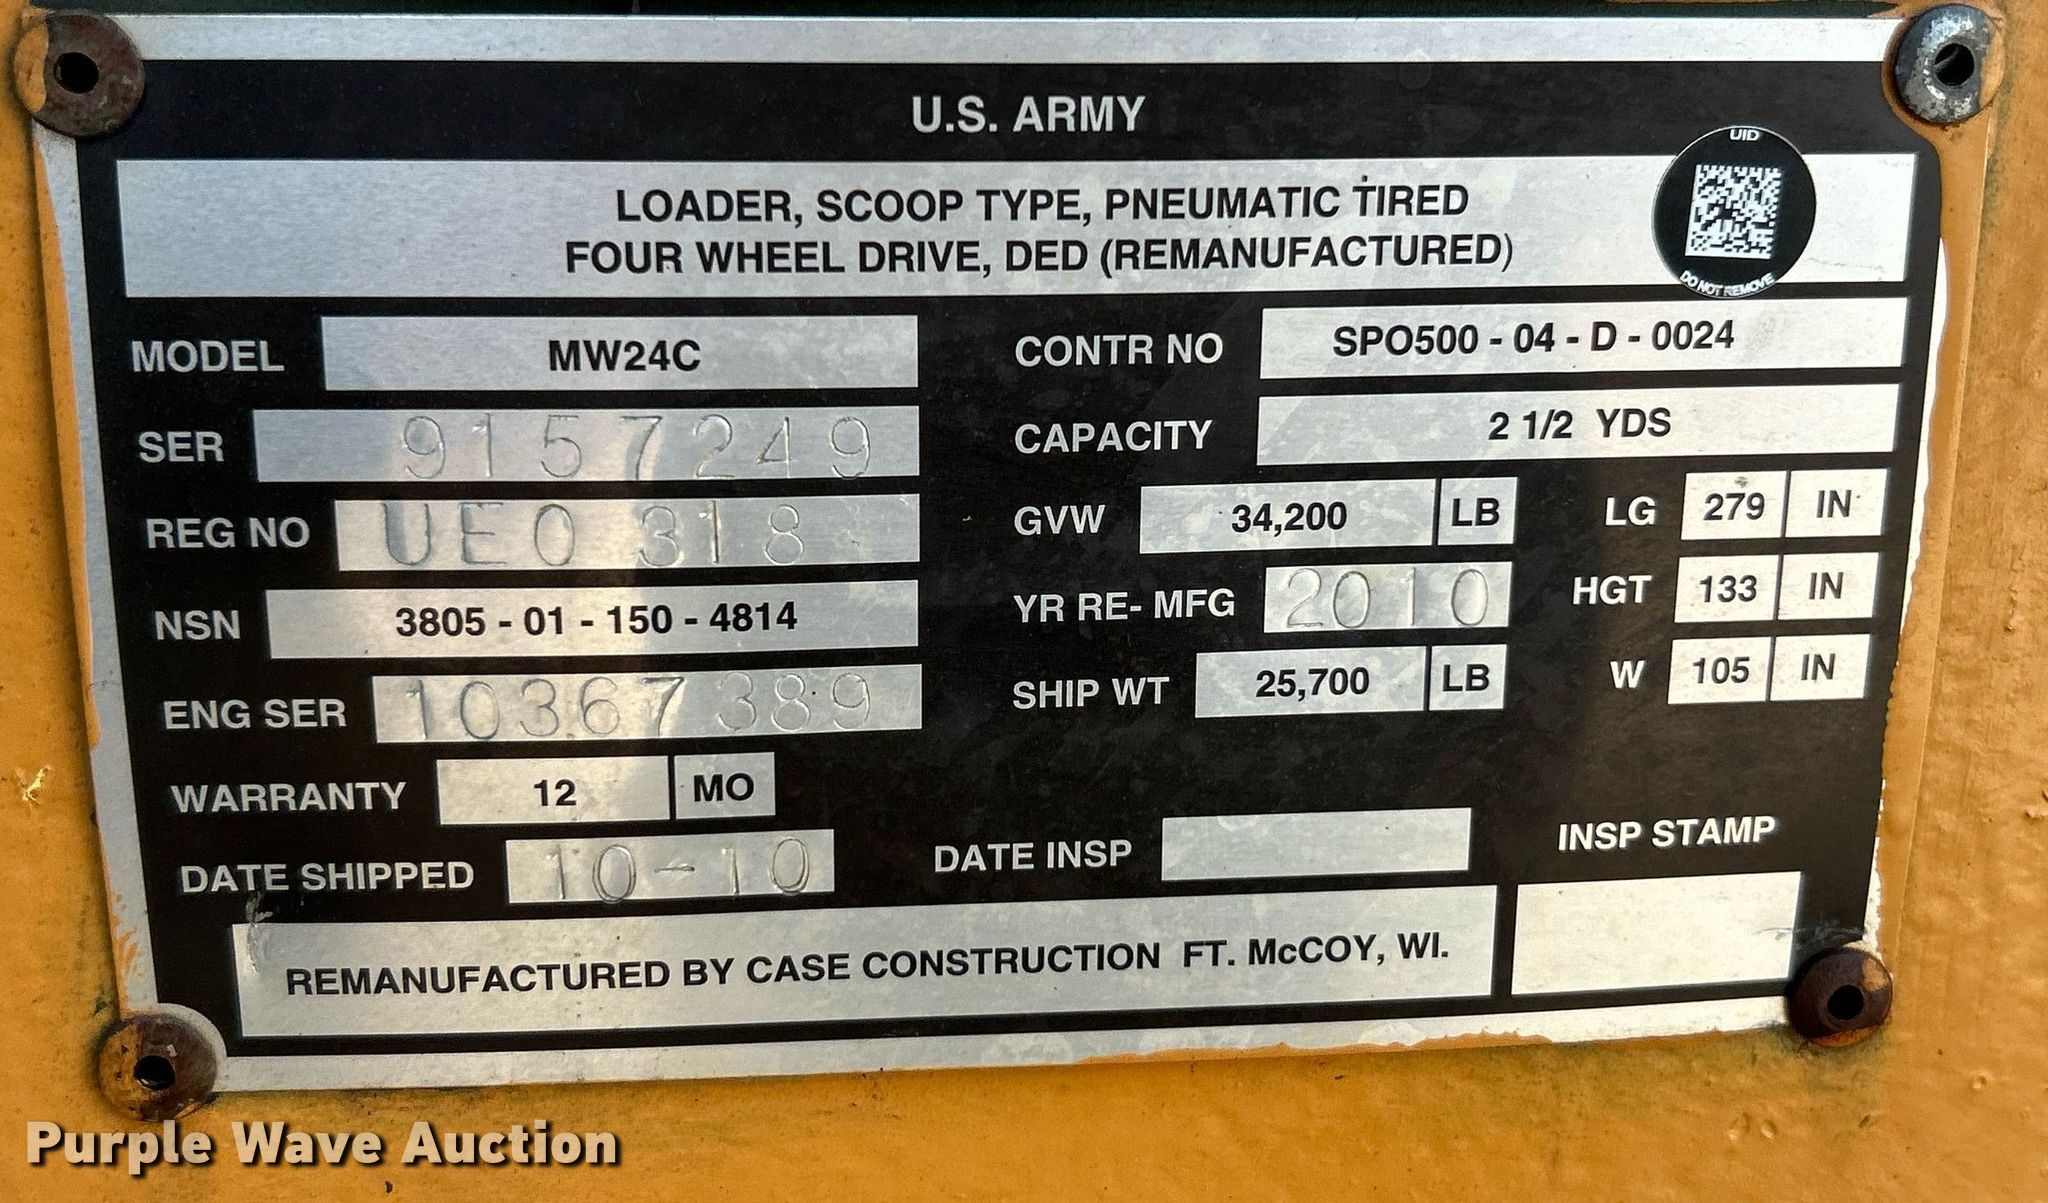 U.S. ARMY
UID
DO NOT REMOVE
LOADER, SCOOP TYPE, PNEUMATIC TIRED
FOUR WHEEL DRIVE, DED (REMANUFACTURED)
MODEL MW24C
SER 9157249
REG NO UE0 318
NSN 3805 - 01 - 150 - 4814
ENG SER 10367389
WARRANTY 12 MO
DATE SHIPPED 10-10
CONTR NO SPO500 - 04 - D - 0024
CAPACITY 2 1/2 YDS
GVW 34,200 LB LG 279 IN
YR RE- MFG 2010 HGT 133 IN
SHIP WT 25,700 LB W 105 IN
DATE INSP
INSP STAMP
REMANUFACTURED BY CASE CONSTRUCTION FT. McCOY, WI.
Purple Wave Auction